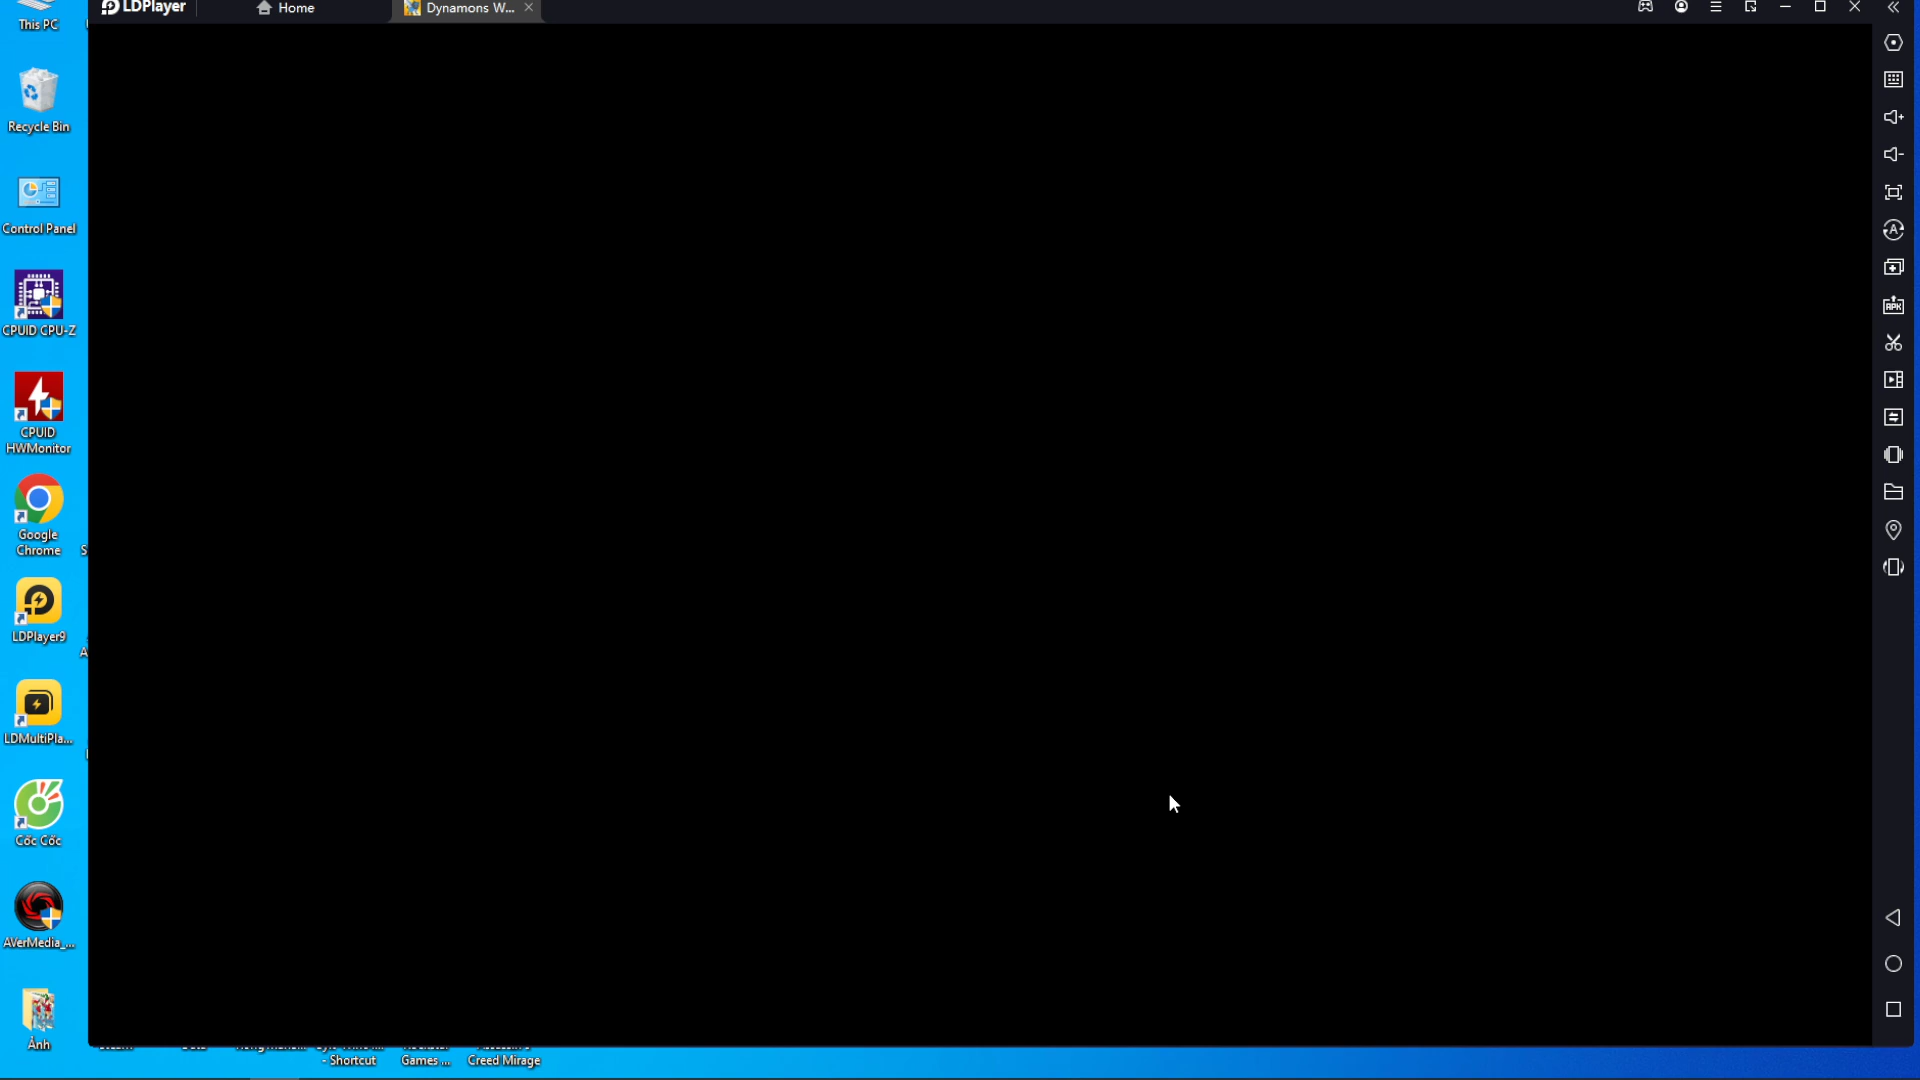 LDPlayer
Home
Dynamons W...
This PC
Recycle Bin
Control Panel
CPUID CPU-Z
CPUID
HWMonitor
Google
Chrome
LDPlayer9
LDMultiPla...
Cốc Cốc
AVerMedia_...
Ảnh
APK
- Shortcut
Games ...
Creed Mirage